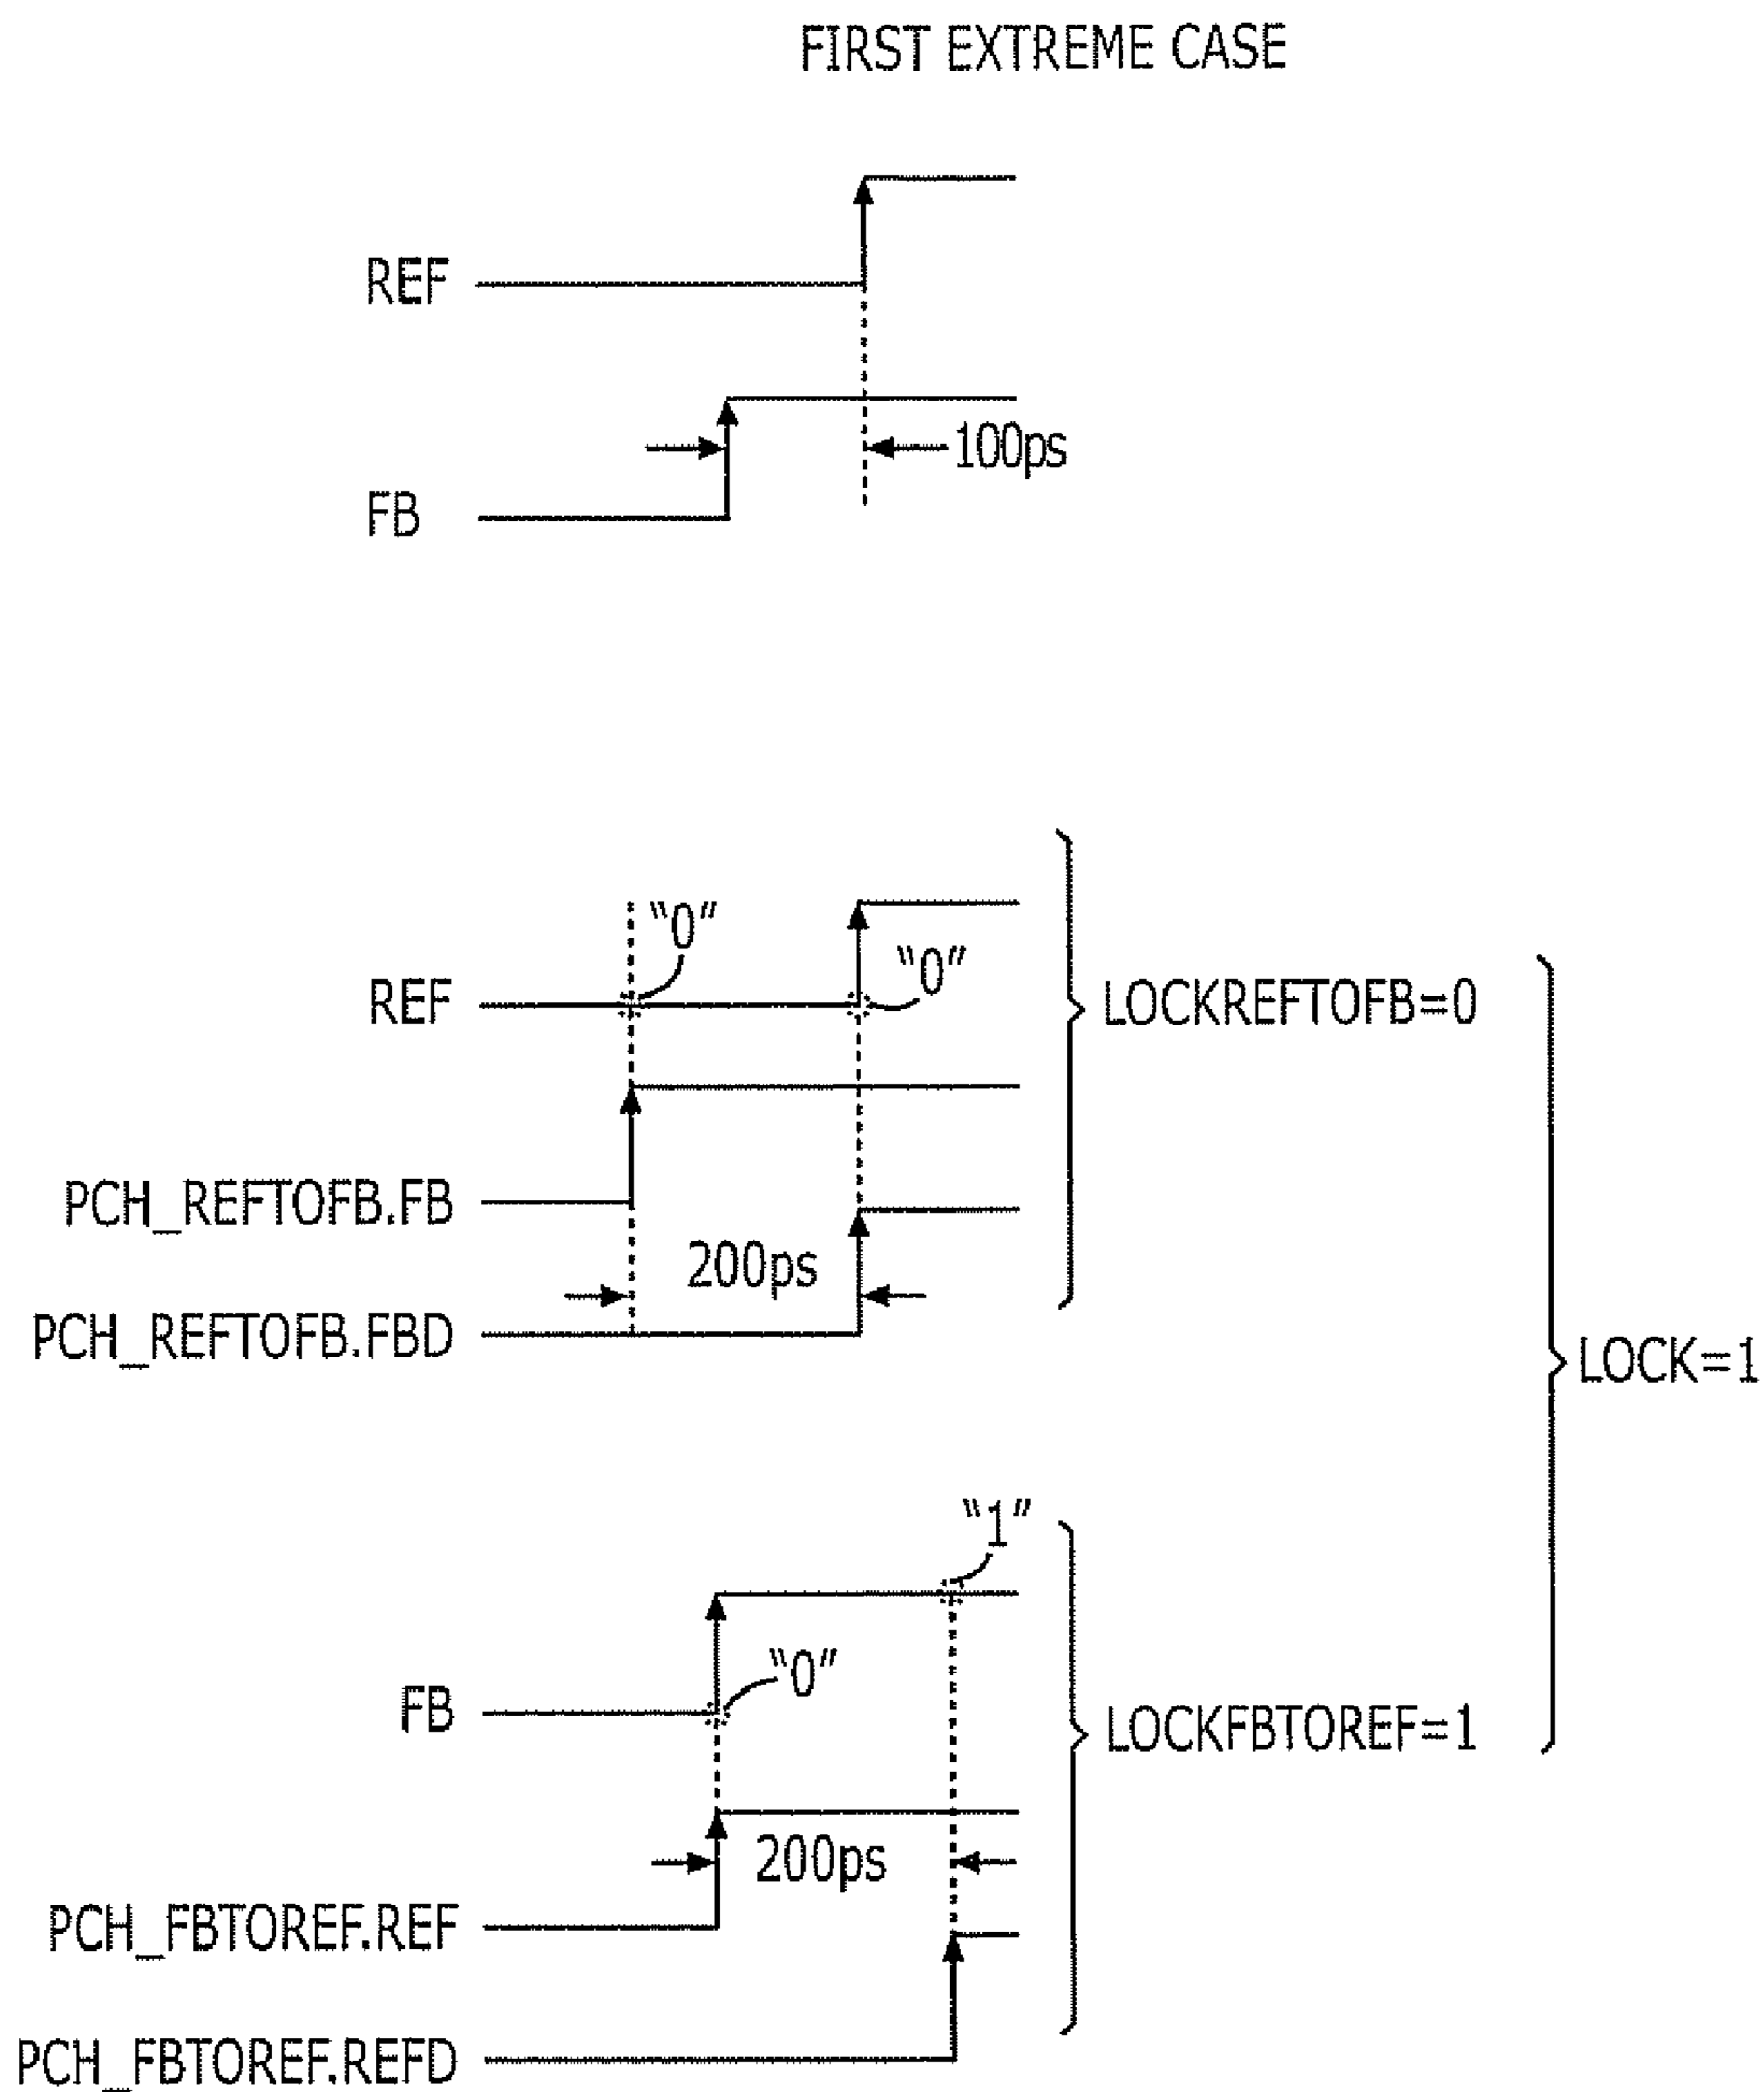 FIRST EXTREME CASE
REF
FB
100ps
"0"
"0"
REF
LOCKREFTOFB=0
PCH_REFTOFB.FB
200ps
PCH_REFTOFB.FBD
LOCK=1
"1"
"0"
FB
LOCKFBTOREF=1
200ps
PCH_FBTOREF.REF
PCH_FBTOREF.REFD